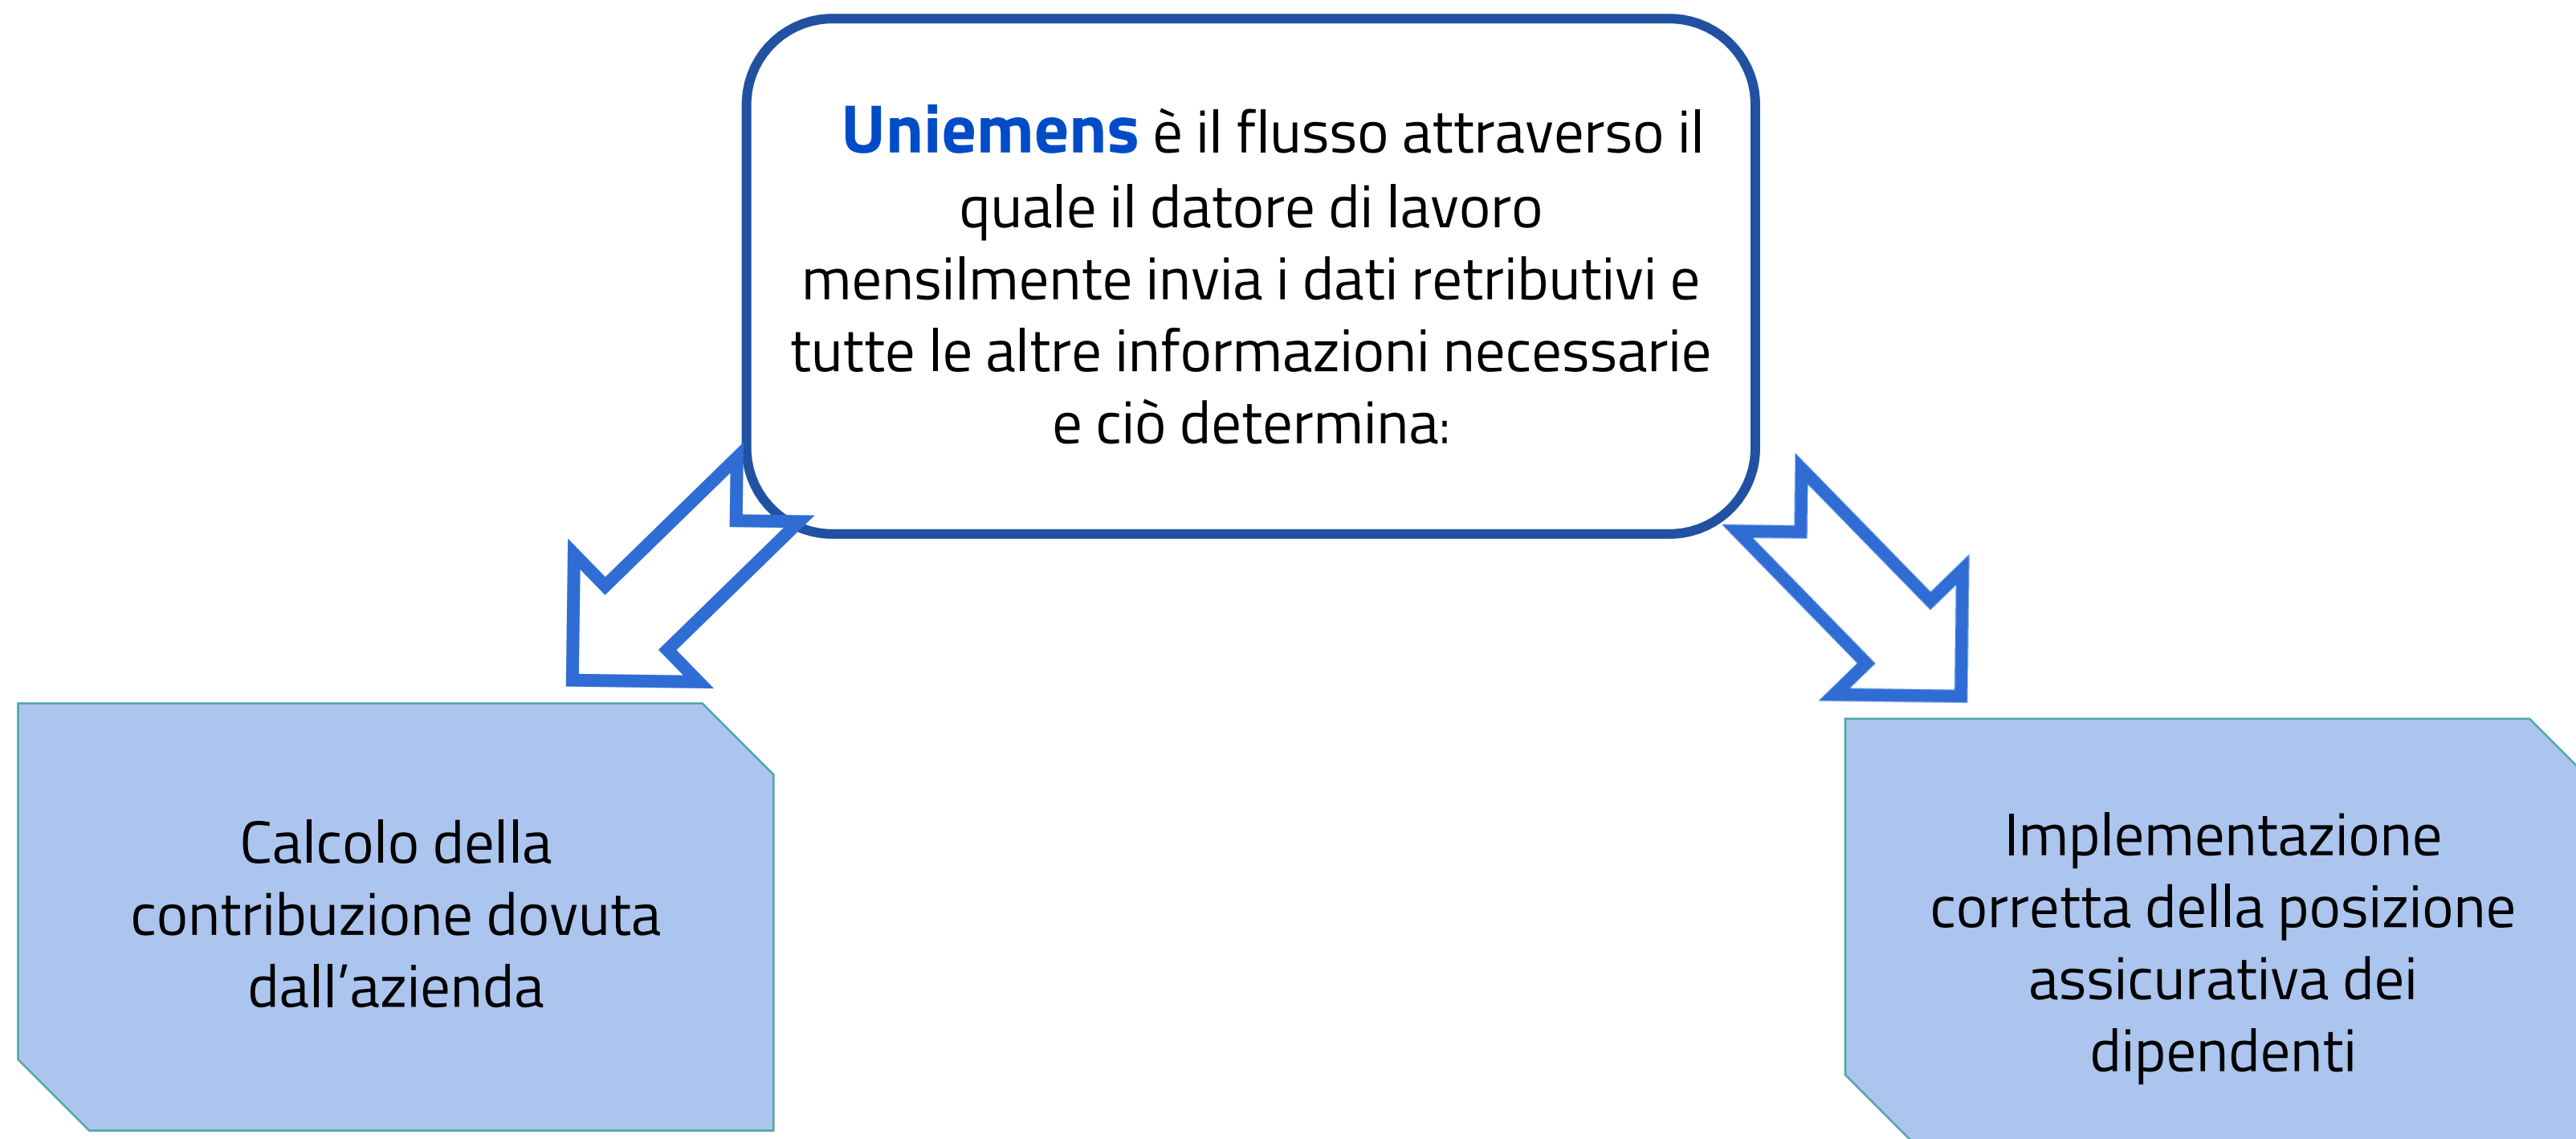 Uniemens è il flusso attraverso il
quale il datore di lavoro
mensilmente invia i dati retributivi e
tutte le altre informazioni necessarie
e ciò determina:
Calcolo della
contribuzione dovuta
dall’azienda
Implementazione
corretta della posizione
assicurativa dei
dipendenti